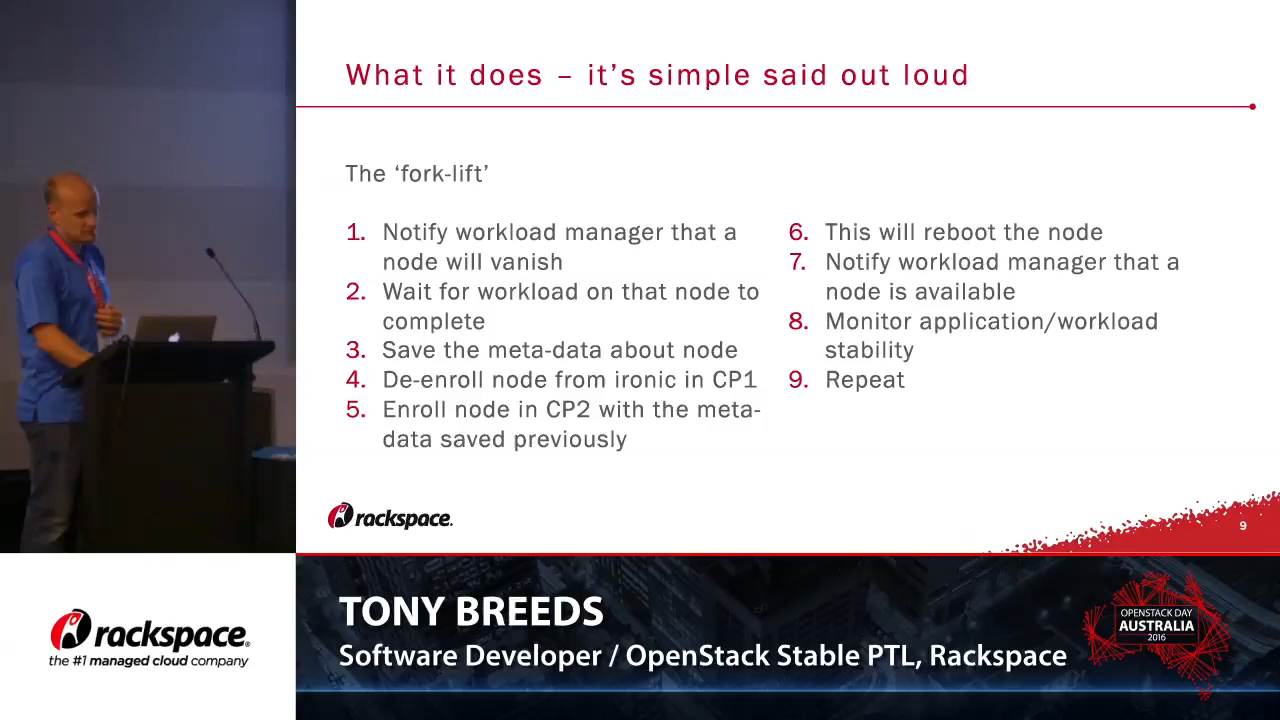 What it does – it's simple said out loud
The ‘fork-lift’
1. Notify workload manager that a
node will vanish
2. Wait for workload on that node to
complete
3. Save the meta-data about node
4. De-enroll node from ironic in CP1
5. Enroll node in CP2 with the meta-
data saved previously
6. This will reboot the node
7. Notify workload manager that a
node is available
8. Monitor application/workload
stability
9. Repeat
rackspace.
9
rackspace®
the #1 managed cloud company
TONY BREEDS
Software Developer / OpenStack Stable PTL, Rackspace
OPENSTACK DAY
AUSTRALIA
2016